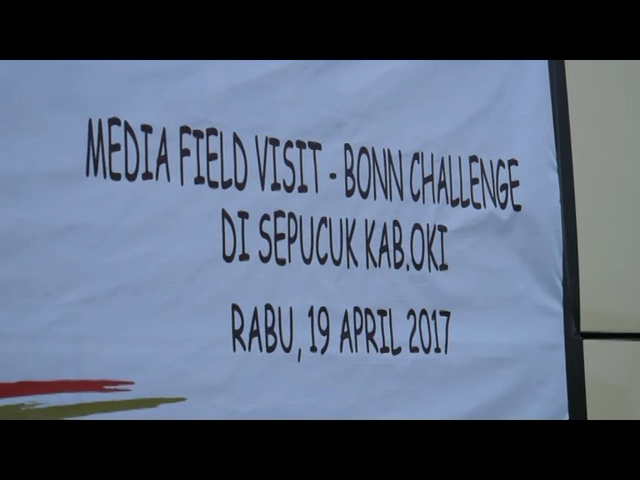 MEDIA FIELD VISIT - BONN CHALLENGE
DI SEPUCUK KAB.OKI
RABU, 19 APRIL 2017